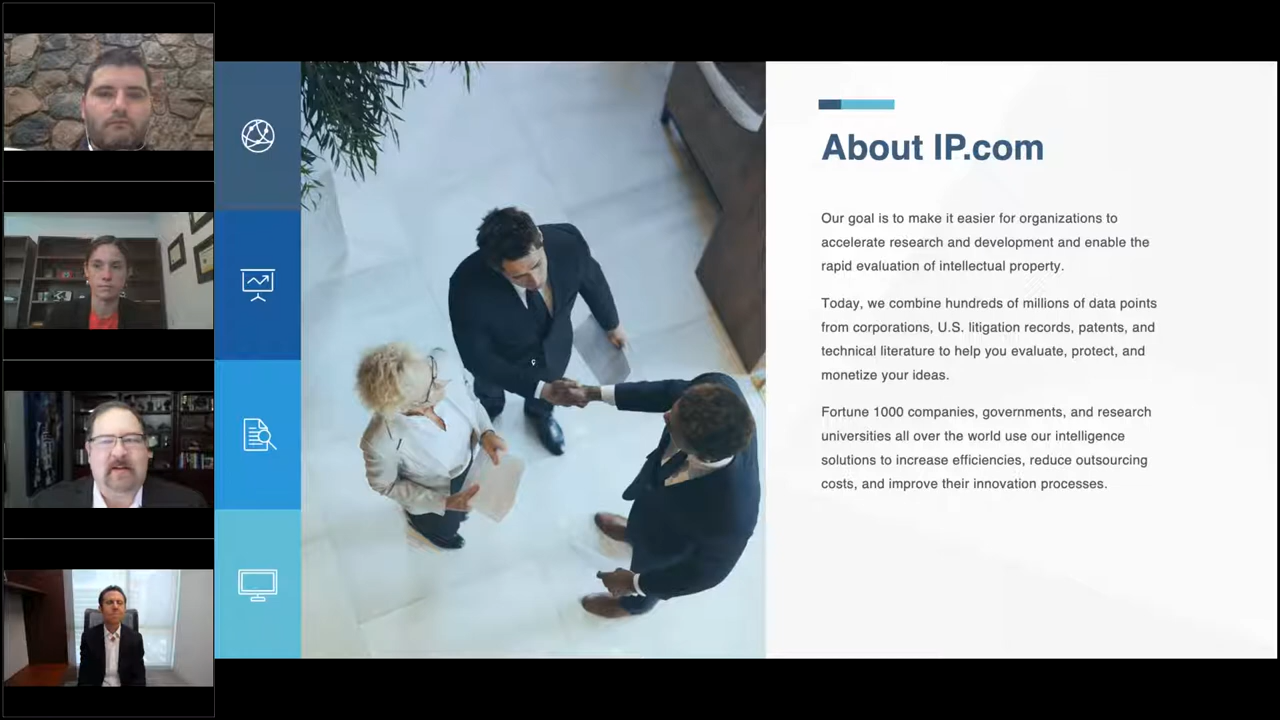 About IP.com
Our goal is to make it easier for organizations to
accelerate research and development and enable the
rapid evaluation of intellectual property.
Today, we combine hundreds of millions of data points
from corporations, U.S. litigation records, patents, and
technical literature to help you evaluate, protect, and
monetize your ideas.
Fortune 1000 companies, governments, and research
universities all over the world use our intelligence
solutions to increase efficiencies, reduce outsourcing
costs, and improve their innovation processes.